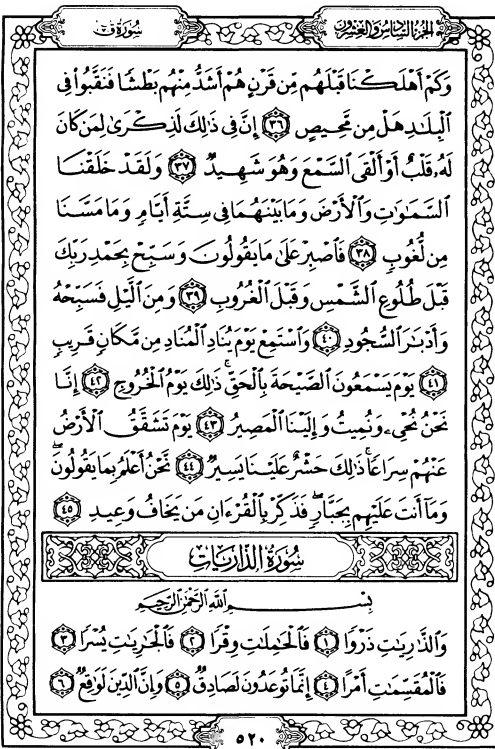 الجزء السادس والعشرون
سورة ق
وَكَمْ أَهْلَكْنَا قَبْلَهُم مِّن قَرْنٍ هُمْ أَشَدُّ مِنْهُم بَطْشًا فَنَقَّبُوا۟ فِى
ٱلْبِلَٰدِ هَلْ مِن مَّحِيصٍ ٣٦ إِنَّ فِى ذَٰلِكَ لَذِكْرَىٰ لِمَن كَانَ
لَهُۥ قَلْبٌ أَوْ أَلْقَى ٱلسَّمْعَ وَهُوَ شَهِيدٌ ٣٧ وَلَقَدْ خَلَقْنَا
ٱلسَّمَٰوَٰتِ وَٱلْأَرْضَ وَمَا بَيْنَهُمَا فِى سِتَّةِ أَيَّامٍ وَمَا مَسَّنَا
مِن لُّغُوبٍ ٣٨ فَٱصْبِرْ عَلَىٰ مَا يَقُولُونَ وَسَبِّحْ بِحَمْدِ رَبِّكَ
قَبْلَ طُلُوعِ ٱلشَّمْسِ وَقَبْلَ ٱلْغُرُوبِ ٣٩ وَمِنَ ٱلَّيْلِ فَسَبِّحْهُ
وَأَدْبَٰرَ ٱلسُّجُودِ ٤٠ وَٱسْتَمِعْ يَوْمَ يُنَادِ ٱلْمُنَادِ مِن مَّكَانٍ قَرِيبٍ
٤١ يَوْمَ يَسْمَعُونَ ٱلصَّيْحَةَ بِٱلْحَقِّ ۚ ذَٰلِكَ يَوْمُ ٱلْخُرُوجِ ٤٢ إِنَّا
نَحْنُ نُحْىِۦ وَنُمِيتُ وَإِلَيْنَا ٱلْمَصِيرُ ٤٣ يَوْمَ تَشَقَّقُ ٱلْأَرْضُ
عَنْهُمْ سِرَاعًا ۚ ذَٰلِكَ حَشْرٌ عَلَيْنَا يَسِيرٌ ٤٤ نَّحْنُ أَعْلَمُ بِمَا يَقُولُونَ ۖ
وَمَآ أَنتَ عَلَيْهِم بِجَبَّارٍ ۖ فَذَكِّرْ بِٱلْقُرْءَانِ مَن يَخَافُ وَعِيدِ ٤٥
سورة الذاريات
بِسْمِ ٱللَّهِ ٱلرَّحْمَٰنِ ٱلرَّحِيمِ
وَٱلذَّٰرِيَٰتِ ذَرْوًا ١ فَٱلْحَٰمِلَٰتِ وِقْرًا ٢ فَٱلْجَٰرِيَٰتِ يُسْرًا ٣
فَٱلْمُقَسِّمَٰتِ أَمْرًا ٤ إِنَّمَا تُوعَدُونَ لَصَادِقٌ ٥ وَإِنَّ ٱلدِّينَ لَوَٰقِعٌ ٦
٥٢٠